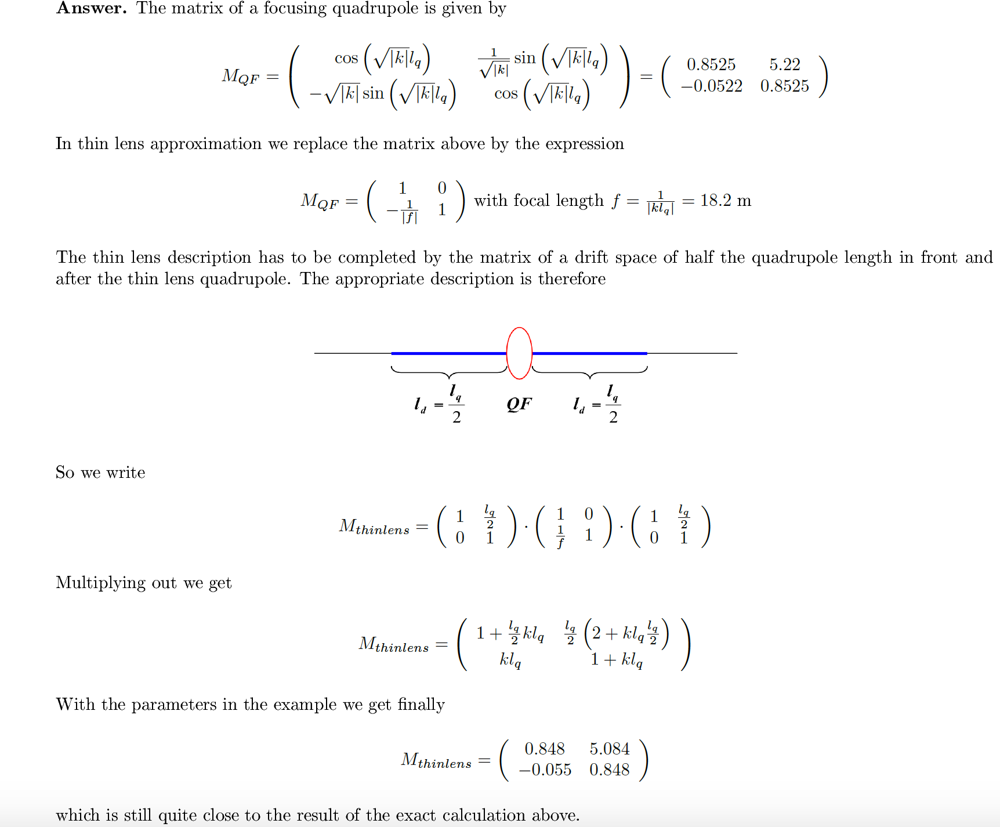 Answer. The matrix of a focusing quadrupole is given by
$M_{QF} = \begin{pmatrix} \cos\left(\sqrt{|k|}l_q\right) & \frac{1}{\sqrt{|k|}}\sin\left(\sqrt{|k|}l_q\right) \\ -\sqrt{|k|}\sin\left(\sqrt{|k|}l_q\right) & \cos\left(\sqrt{|k|}l_q\right) \end{pmatrix} = \begin{pmatrix} 0.8525 & 5.22 \\ -0.0522 & 0.8525 \end{pmatrix}$
In thin lens approximation we replace the matrix above by the expression
$M_{QF} = \begin{pmatrix} 1 & 0 \\ -\frac{1}{|f|} & 1 \end{pmatrix}$ with focal length $f = \frac{1}{|kl_q|} = 18.2$ m
The thin lens description has to be completed by the matrix of a drift space of half the quadrupole length in front and
after the thin lens quadrupole. The appropriate description is therefore
$l_d = \frac{l_q}{2}$ QF $l_d = \frac{l_q}{2}$
So we write
$M_{thinlens} = \begin{pmatrix} 1 & \frac{l_q}{2} \\ 0 & 1 \end{pmatrix} \cdot \begin{pmatrix} 1 & 0 \\ \frac{1}{f} & 1 \end{pmatrix} \cdot \begin{pmatrix} 1 & \frac{l_q}{2} \\ 0 & 1 \end{pmatrix}$
Multiplying out we get
$M_{thinlens} = \begin{pmatrix} 1 + \frac{l_q}{2}kl_q & \frac{l_q}{2}\left(2 + kl_q\frac{l_q}{2}\right) \\ kl_q & 1 + kl_q \end{pmatrix}$
With the parameters in the example we get finally
$M_{thinlens} = \begin{pmatrix} 0.848 & 5.084 \\ -0.055 & 0.848 \end{pmatrix}$
which is still quite close to the result of the exact calculation above.